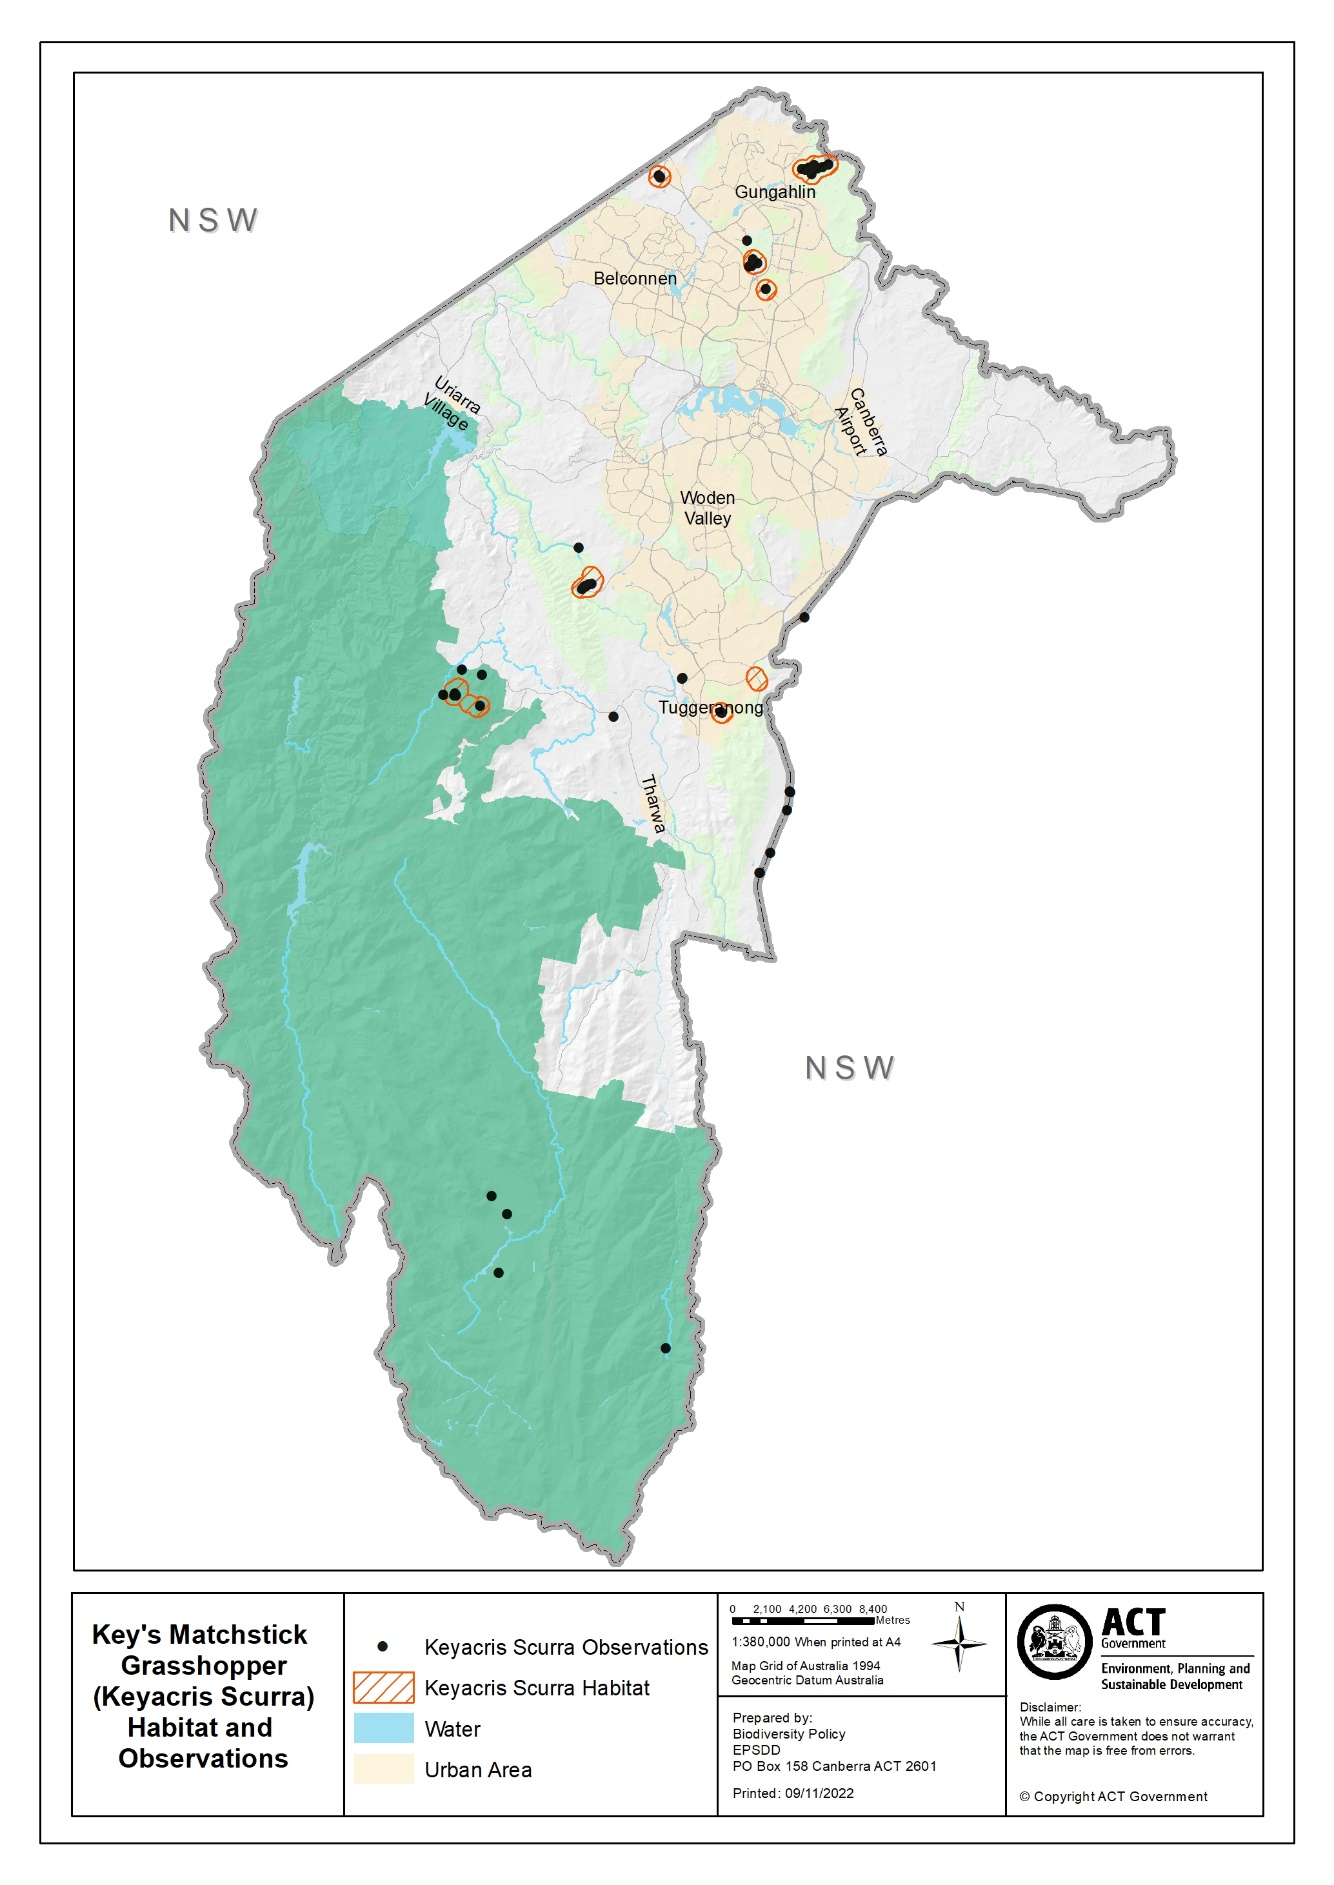 NSW
Gungahlin
Belconnen
Uriarra
Village
Canberra
Airport
Woden
Valley
Tuggeranong
Tharwa
NSW
Key's Matchstick
Grasshopper
(Keyacris Scurra)
Habitat and
Observations
Keyacris Scurra Observations
Keyacris Scurra Habitat
Water
Urban Area
0 2,100 4,200 6,300 8,400
Metres
N
1:380,000 When printed at A4
Map Grid of Australia 1994
Geocentric Datum Australia
Prepared by:
Biodiversity Policy
EPSDD
PO Box 158 Canberra ACT 2601
Printed: 09/11/2022
ACT
Government
Environment, Planning and
Sustainable Development
Disclaimer:
While all care is taken to ensure accuracy,
the ACT Government does not warrant
that the map is free from errors.
© Copyright ACT Government